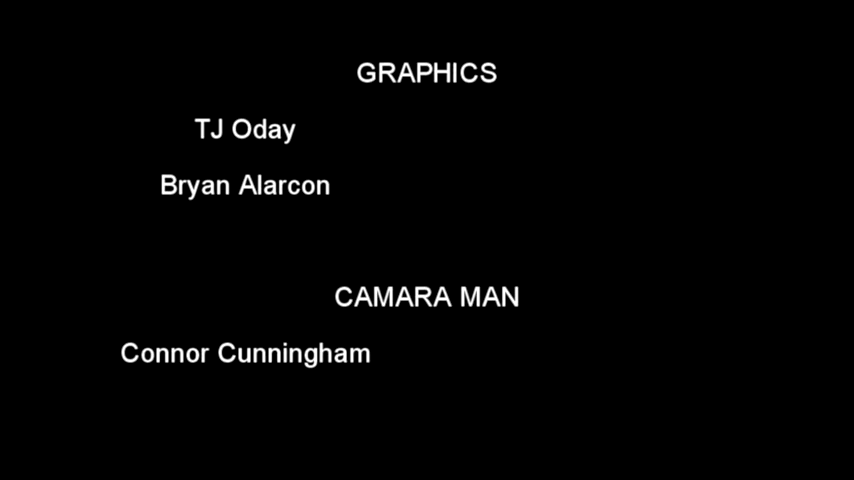 GRAPHICS
TJ Oday
Bryan Alarcon
CAMARA MAN
Connor Cunningham